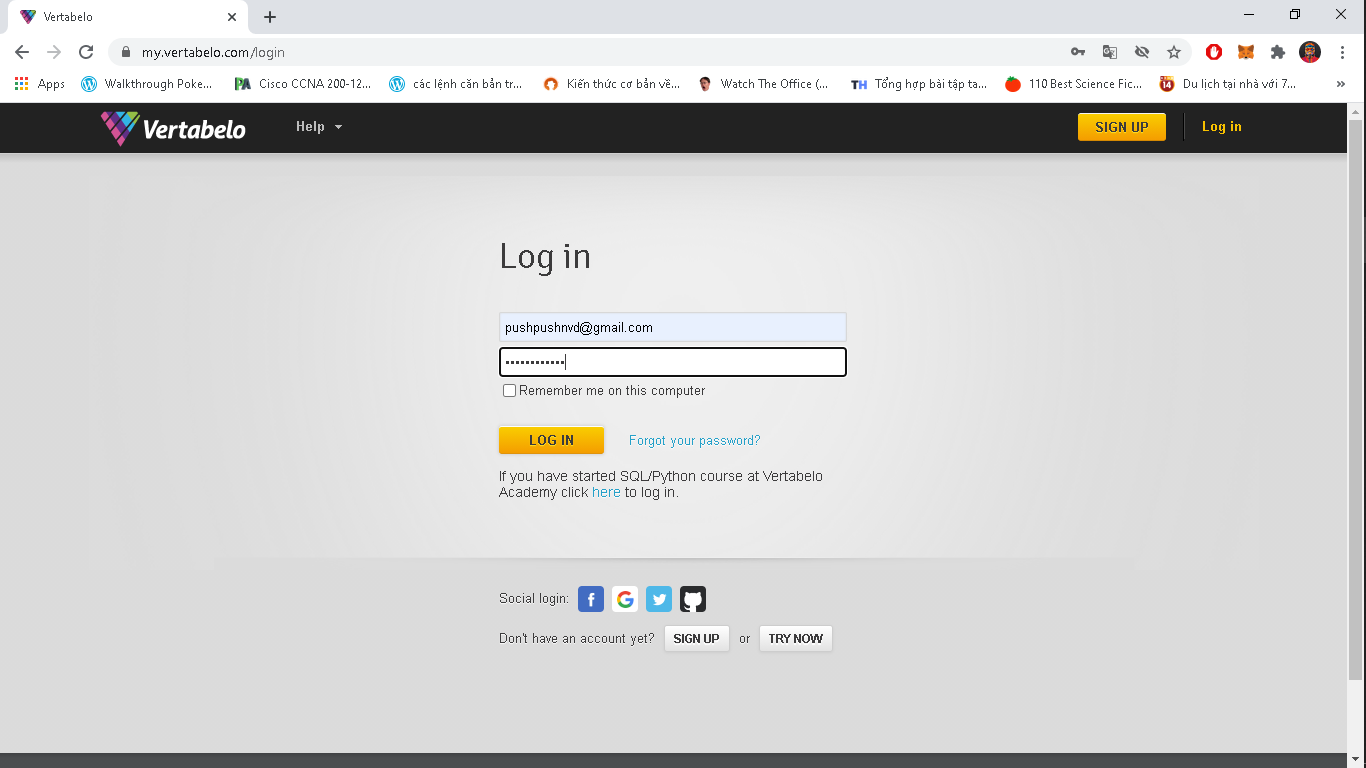 Vertabelo
my.vertabelo.com/login
Apps Walkthrough Poke... Cisco CCNA 200-12... các lệnh căn bản tr... Kiến thức cơ bản về... Watch The Office (... Tổng hợp bài tập ta... 110 Best Science Fic... Du lịch tại nhà với 7...
Vertabelo Help SIGN UP Log in
Log in
pushpushnvd@gmail.com
••••••••••••
Remember me on this computer
LOG IN Forgot your password?
If you have started SQL/Python course at Vertabelo
Academy click here to log in.
Social login:
Don't have an account yet? SIGN UP or TRY NOW